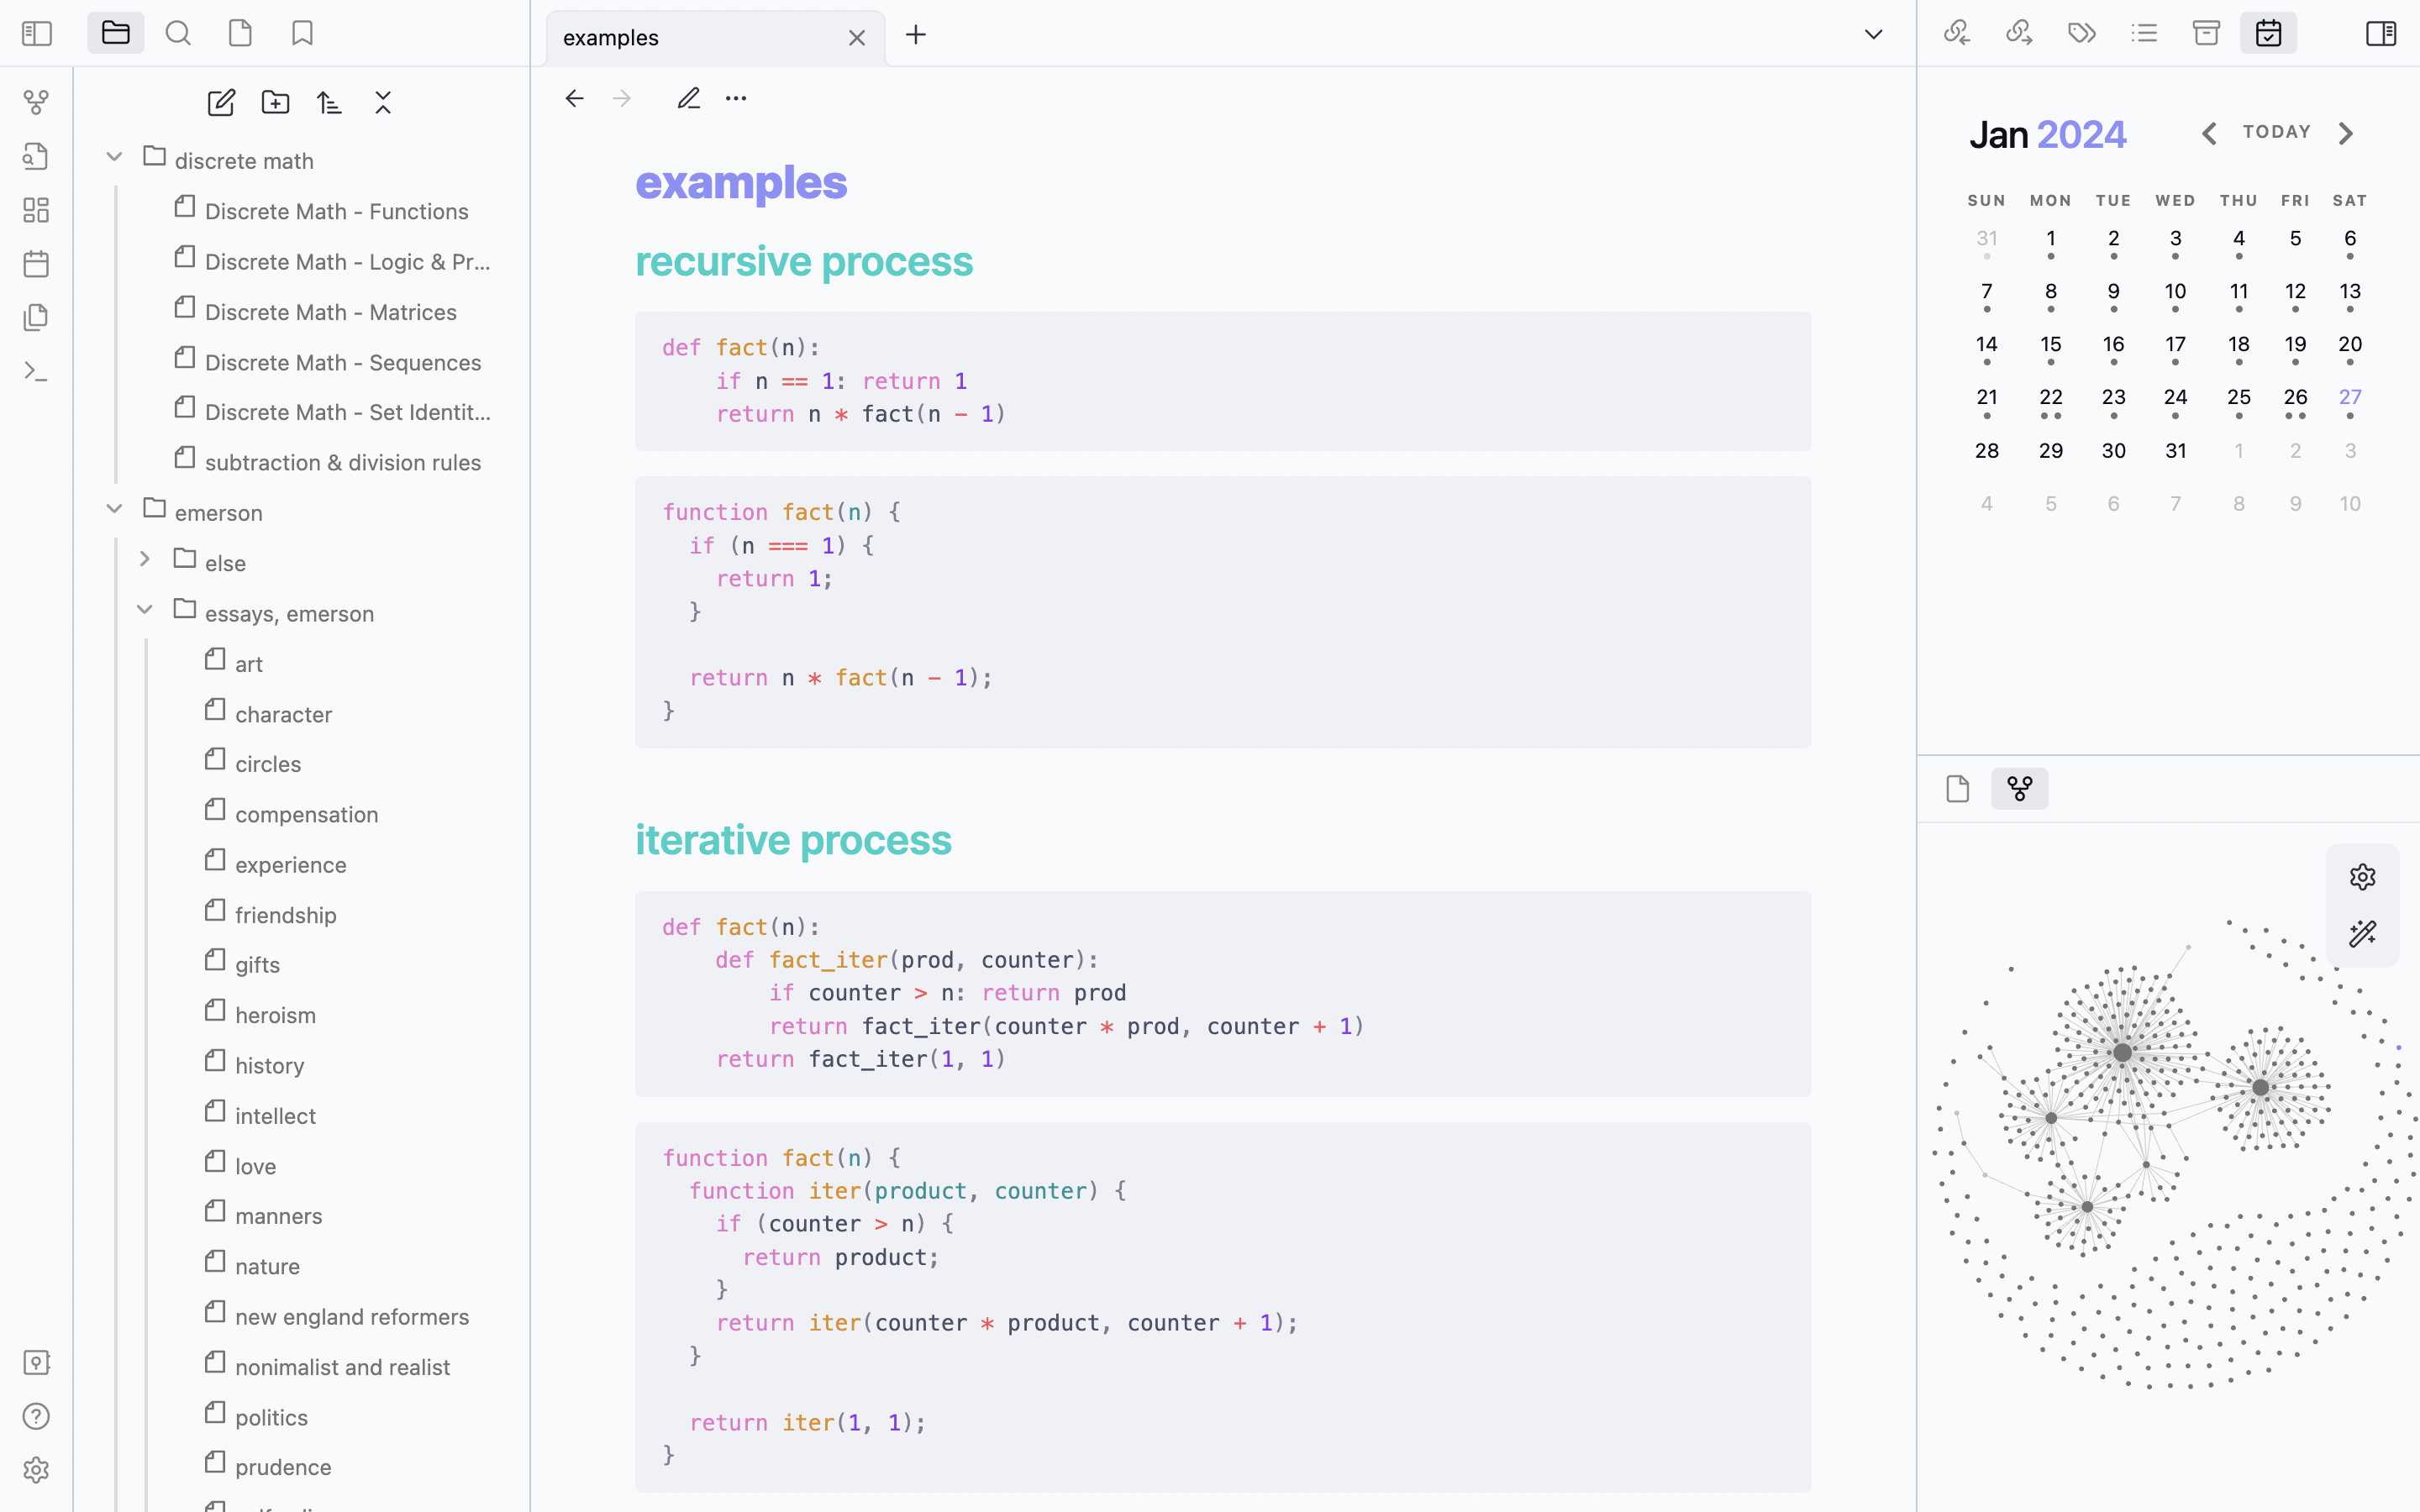 examples
discrete math
Discrete Math - Functions
Discrete Math - Logic & Pr...
Discrete Math - Matrices
Discrete Math - Sequences
Discrete Math - Set Identit...
subtraction & division rules
emerson
else
essays, emerson
art
character
circles
compensation
experience
friendship
gifts
heroism
history
intellect
love
manners
nature
new england reformers
nonimalist and realist
politics
prudence
examples
recursive process
def fact(n):
    if n == 1: return 1
    return n * fact(n - 1)
function fact(n) {
  if (n === 1) {
    return 1;
  }
  return n * fact(n - 1);
}
iterative process
def fact(n):
    def fact_iter(prod, counter):
        if counter > n: return prod
        return fact_iter(counter * prod, counter + 1)
    return fact_iter(1, 1)
function fact(n) {
  function iter(product, counter) {
    if (counter > n) {
      return product;
    }
    return iter(counter * product, counter + 1);
  }
  return iter(1, 1);
}
Jan 2024 TODAY
SUN MON TUE WED THU FRI SAT
31 1 2 3 4 5 6
7 8 9 10 11 12 13
14 15 16 17 18 19 20
21 22 23 24 25 26 27
28 29 30 31 1 2 3
4 5 6 7 8 9 10